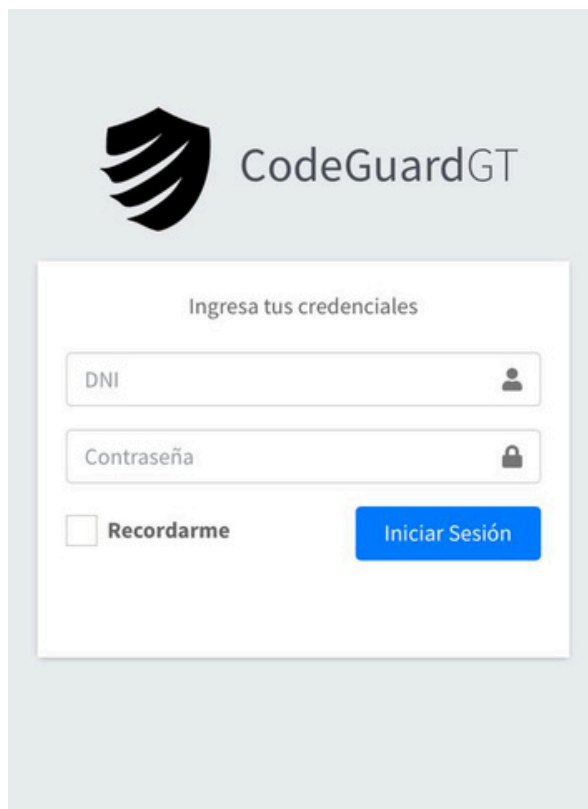 CodeGuardGT
Ingresa tus credenciales
DNI
Contraseña
Recordarme
Iniciar Sesión